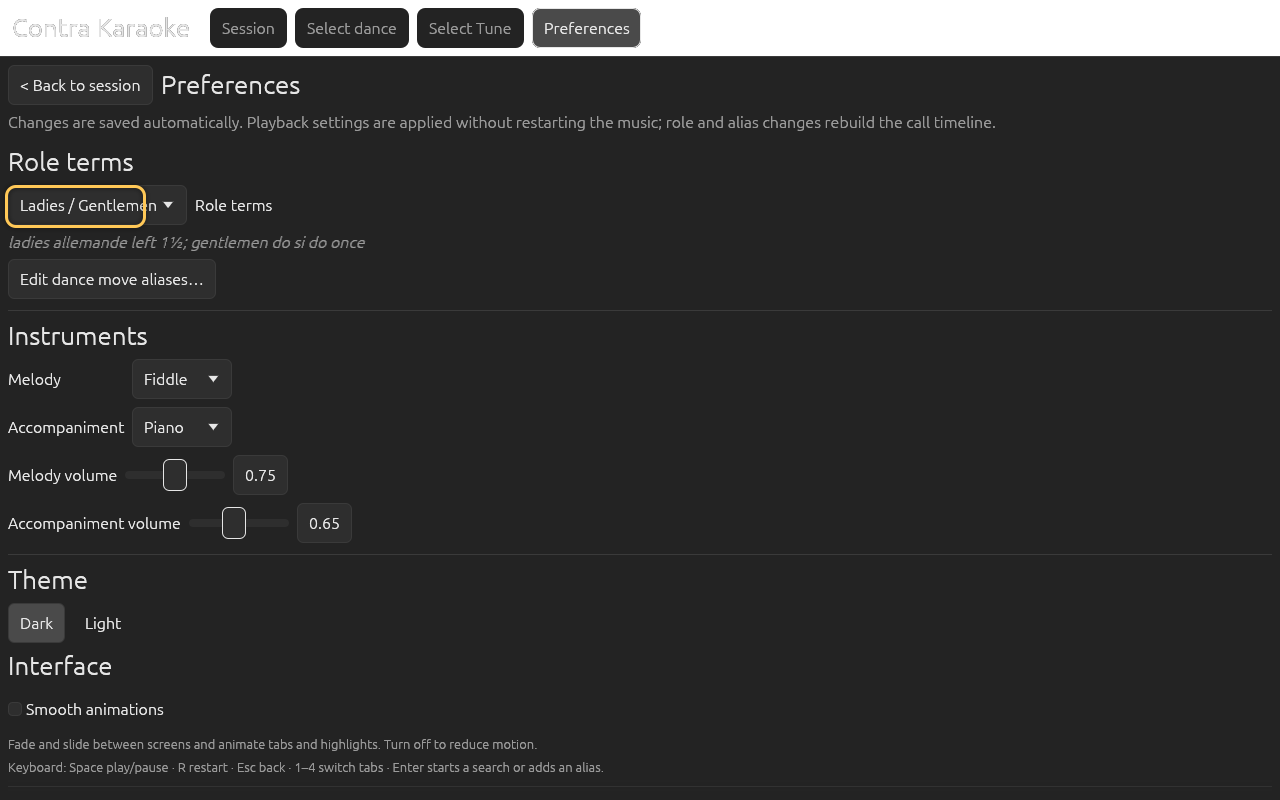 Contra Karaoke Session Select dance Select Tune Preferences
< Back to session Preferences
Changes are saved automatically. Playback settings are applied without restarting the music; role and alias changes rebuild the call timeline.
Role terms
Ladies / Gentlemen Role terms
ladies allemande left 1½; gentlemen do si do once
Edit dance move aliases…
Instruments
Melody Fiddle
Accompaniment Piano
Melody volume 0.75
Accompaniment volume 0.65
Theme
Dark Light
Interface
Smooth animations
Fade and slide between screens and animate tabs and highlights. Turn off to reduce motion.
Keyboard: Space play/pause · R restart · Esc back · 1–4 switch tabs · Enter starts a search or adds an alias.